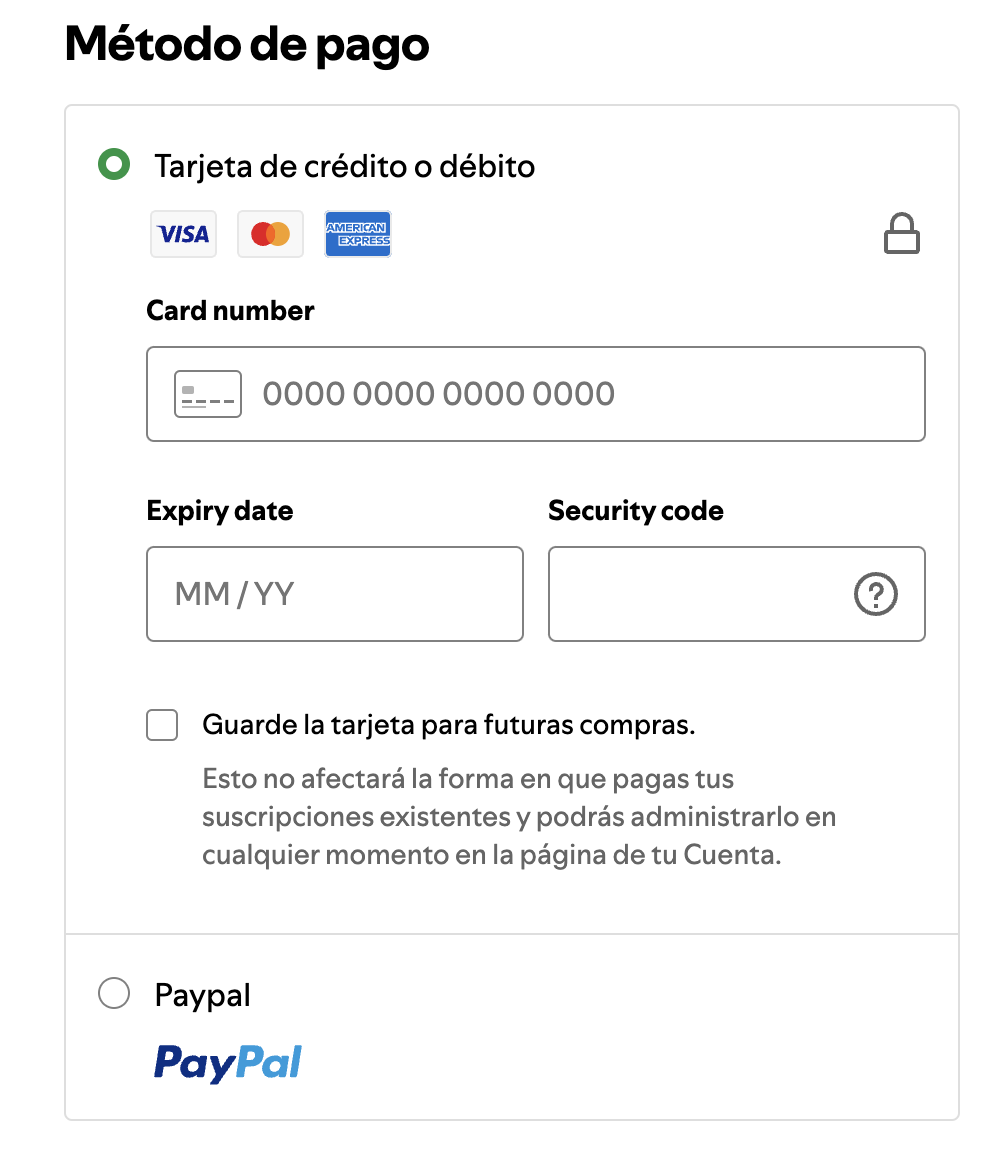 Método de pago
Tarjeta de crédito o débito
VISA
AMERICAN
EXPRESS
Card number
0000 0000 0000 0000
Expiry date
Security code
MM / YY
?
Guarde la tarjeta para futuras compras.
Esto no afectará la forma en que pagas tus
suscripciones existentes y podrás administrarlo en
cualquier momento en la página de tu Cuenta.
Paypal
PayPal